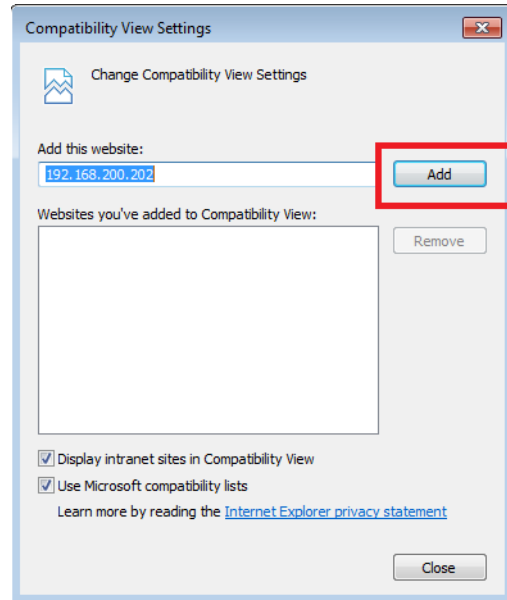 Compatibility View Settings
Change Compatibility View Settings
Add this website:
192.168.200.202
Add
Websites you've added to Compatibility View:
Remove
Display intranet sites in Compatibility View
Use Microsoft compatibility lists
Learn more by reading the Internet Explorer privacy statement
Close